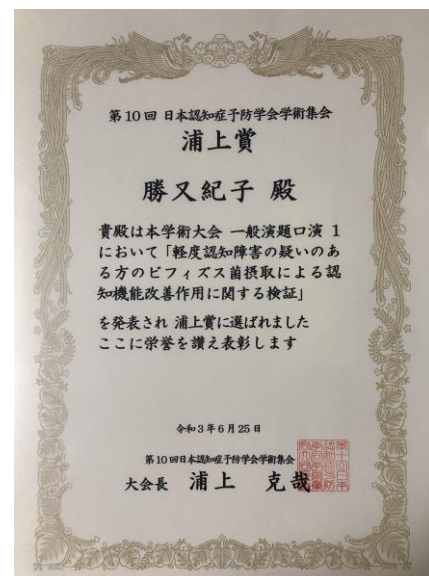 第10回 日本認知症予防学会学術集会
浦上賞
勝又紀子 殿
貴殿は本学術大会 一般演題口演 1
において「軽度認知障害の疑いのあ
る方のビフィズス菌摂取による認
知機能改善作用に関する検証」
を発表され 浦上賞に選ばれました
ここに栄誉を讃え表彰します
令和3年6月25日
第10回日本認知症予防学会学術集会
大会長 浦上 克哉